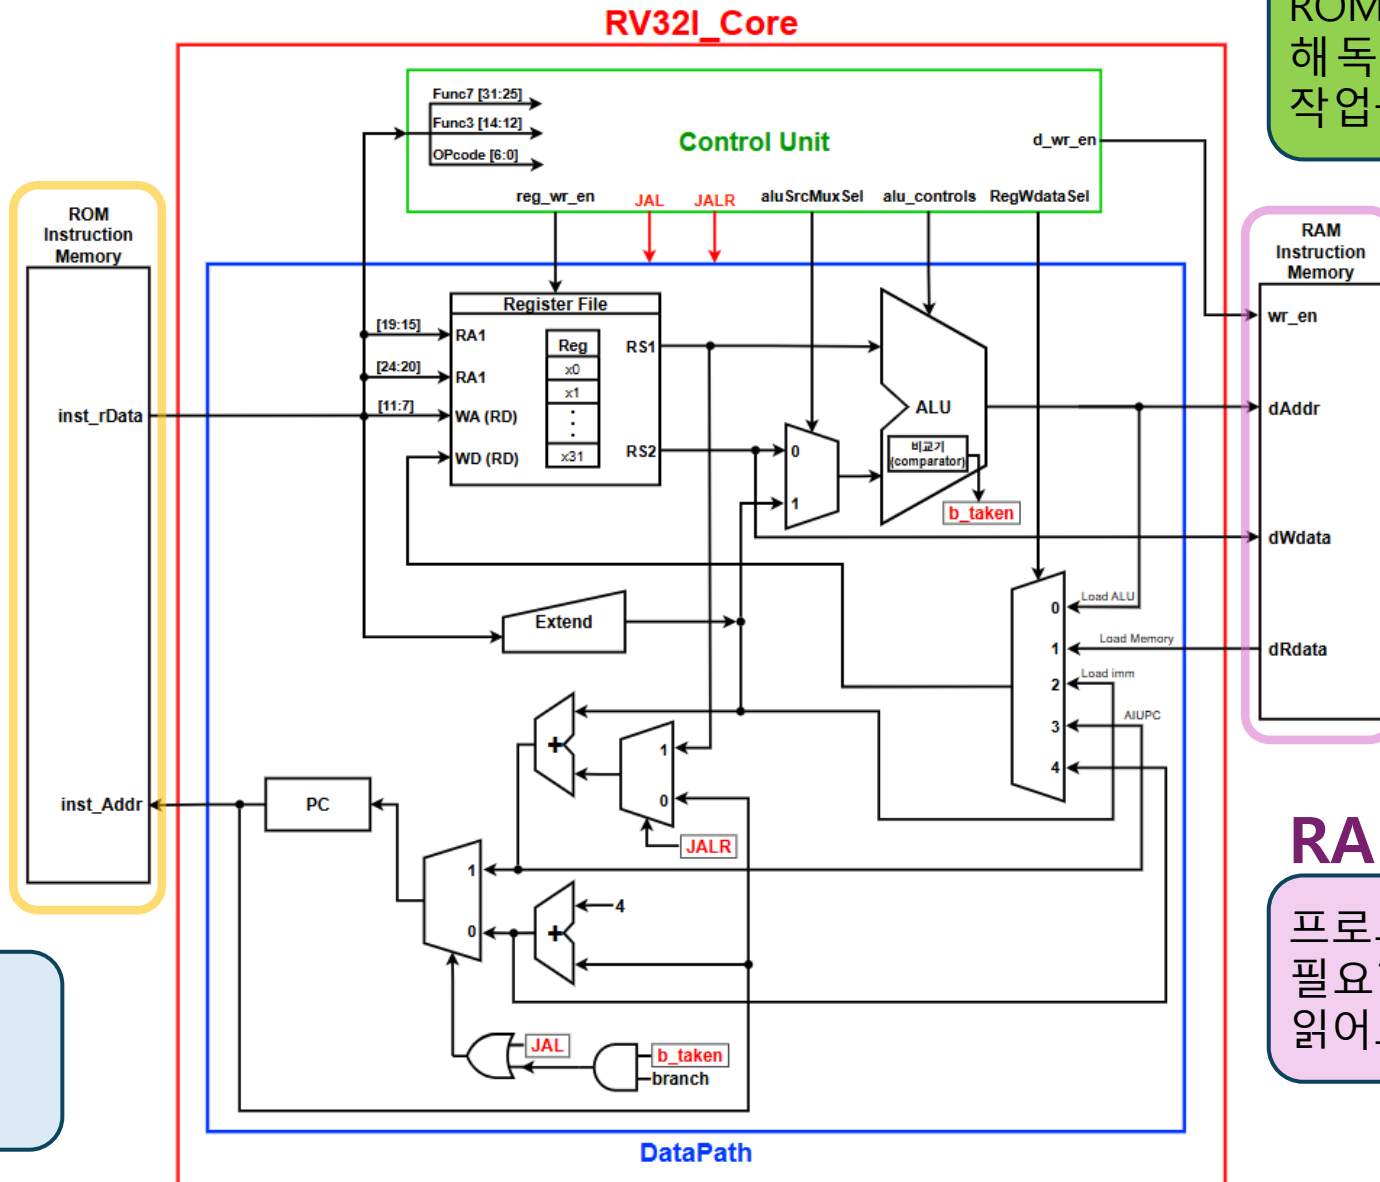 RV32I_Core
ROM
해독
작업
Func7 [31:25]
Func3 [14:12]
OPcode [6:0]
Control Unit
d_wr_en
reg_wr_en
JAL
JALR
aluSrcMuxSel
alu_controls
RegWdataSel
ROM
Instruction
Memory
inst_rData
inst_Addr
RAM
Instruction
Memory
wr_en
dAddr
dWdata
dRdata
Register File
[19:15]
RA1
[24:20]
RA1
[11:7]
WA (RD)
WD (RD)
Reg
x0
x1
x31
RS1
RS2
0
1
ALU
비교기
(comparator)
b_taken
Extend
0
Load ALU
1
Load Memory
2
Load imm
3
AIUPC
4
+
1
0
JALR
PC
1
0
+
4
JAL
b_taken
branch
DataPath
RA
프로
필요
읽어